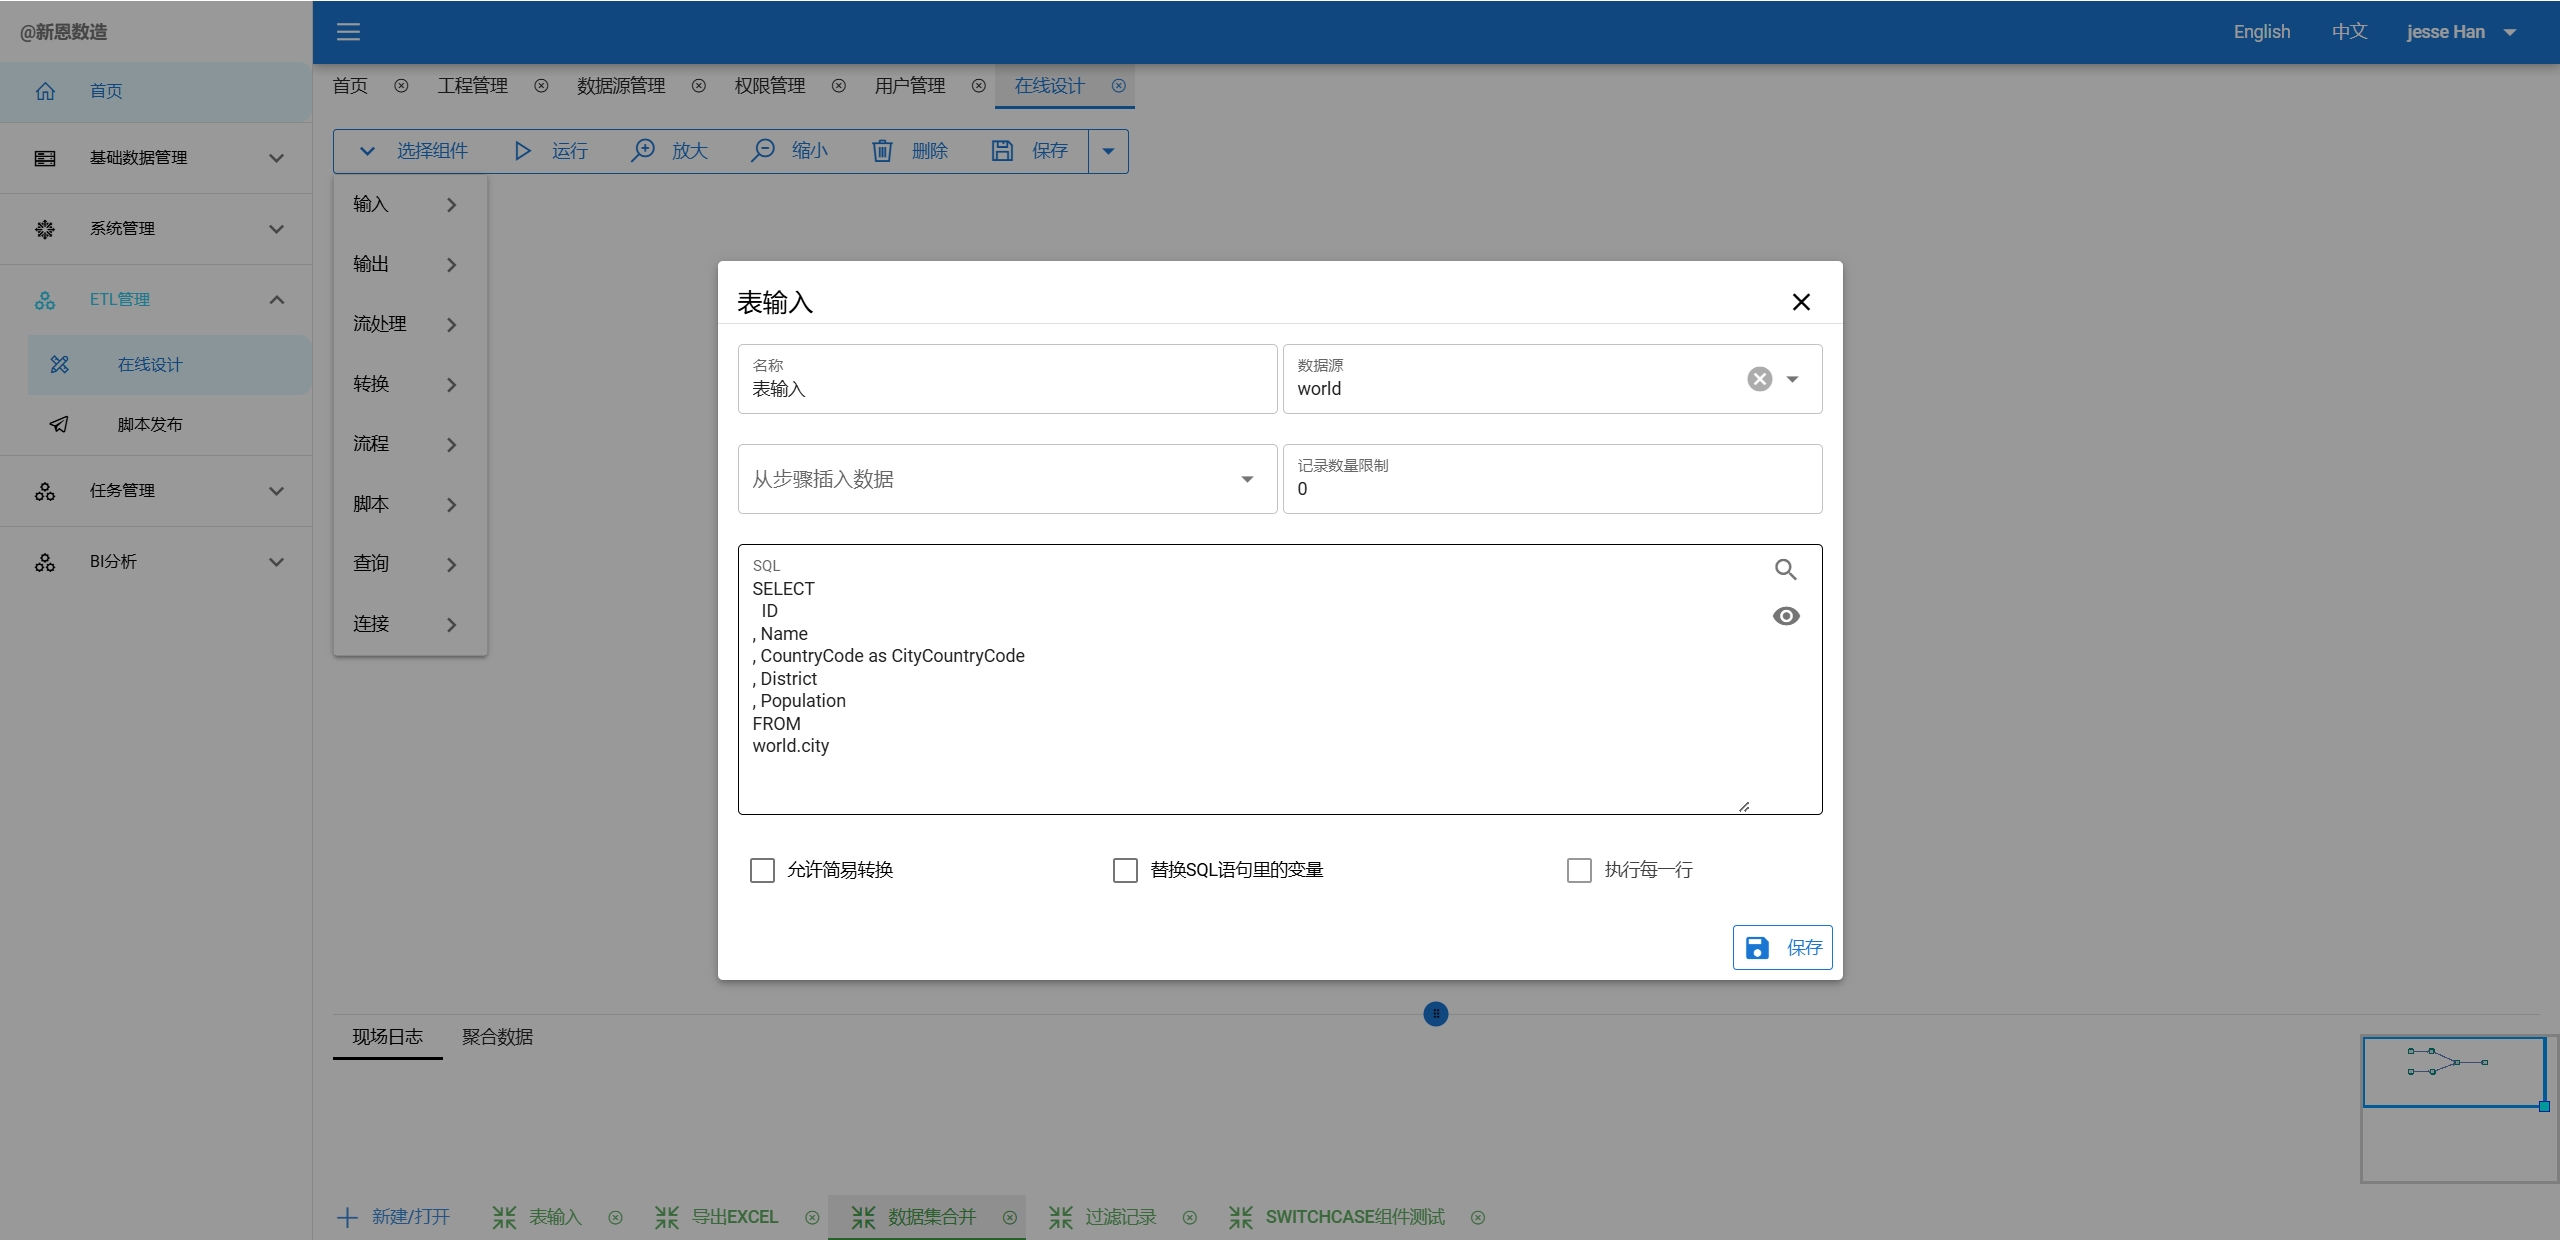 @新恩数造
English 中文 jesse Han
首页
基础数据管理
系统管理
ETL管理
在线设计
脚本发布
任务管理
BI分析
首页 工程管理 数据源管理 权限管理 用户管理 在线设计
选择组件 运行 放大 缩小 删除 保存
输入
输出
流处理
转换
流程
脚本
查询
连接
表输入
名称
表输入
数据源
world
从步骤插入数据
记录数量限制
0
SQL
SELECT
ID
, Name
, CountryCode as CityCountryCode
, District
, Population
FROM
world.city
允许简易转换 替换SQL语句里的变量 执行每一行
保存
现场日志 聚合数据
新建/打开 表输入 导出EXCEL 数据集合并 过滤记录 SWITCHCASE组件测试